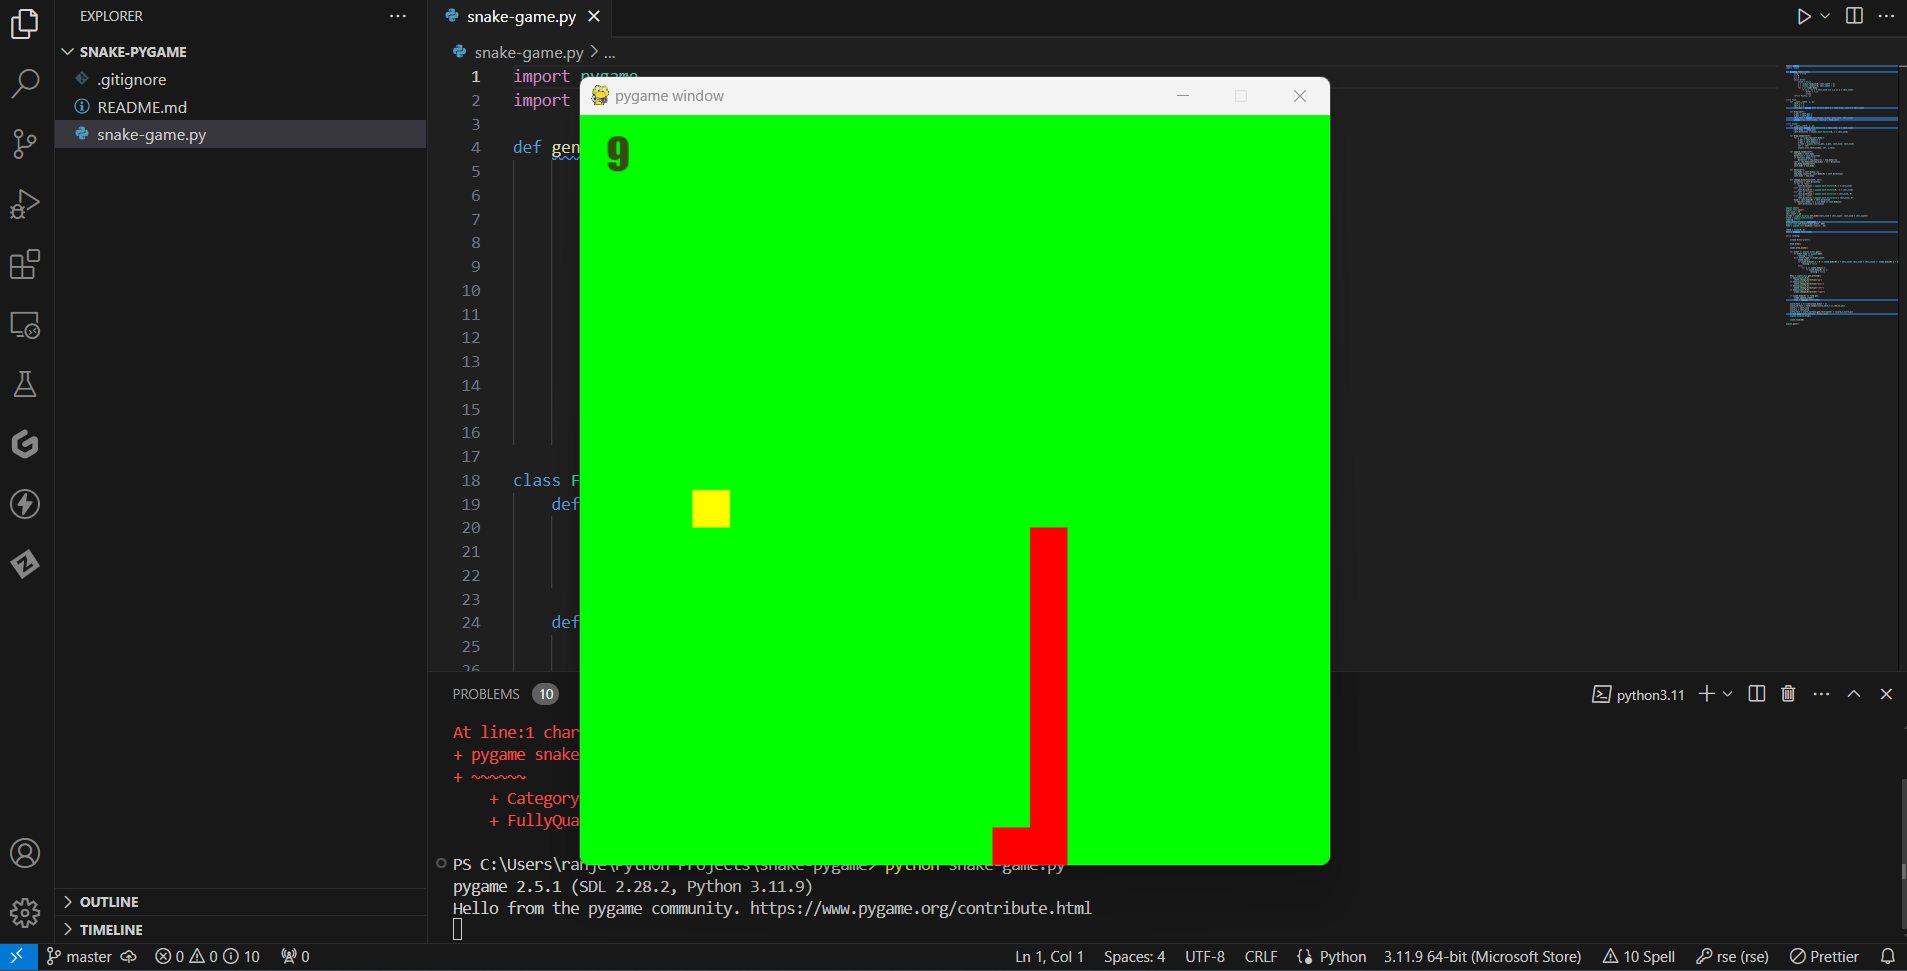 EXPLORER
SNAKE-PYGAME
.gitignore
README.md
snake-game.py
OUTLINE
TIMELINE
snake-game.py
snake-game.py > ...
1 import pygame
2 import
3
4 def gen
5
6
7
8
9
10
11
12
13
14
15
16
17
18 class F
19 def
20
21
22
23
24 def
25
26
pygame window
9
PROBLEMS 10
python3.11
At line:1 char
+ pygame snake
+ ~~~~~~
+ Category
+ FullyQua
PS C:\Users\ranje\Python Projects\snake-pygame> python snake-game.py
pygame 2.5.1 (SDL 2.28.2, Python 3.11.9)
Hello from the pygame community. https://www.pygame.org/contribute.html
master 0 0 10 0 Ln 1, Col 1 Spaces: 4 UTF-8 CRLF Python 3.11.9 64-bit (Microsoft Store) 10 Spell rse (rse) Prettier